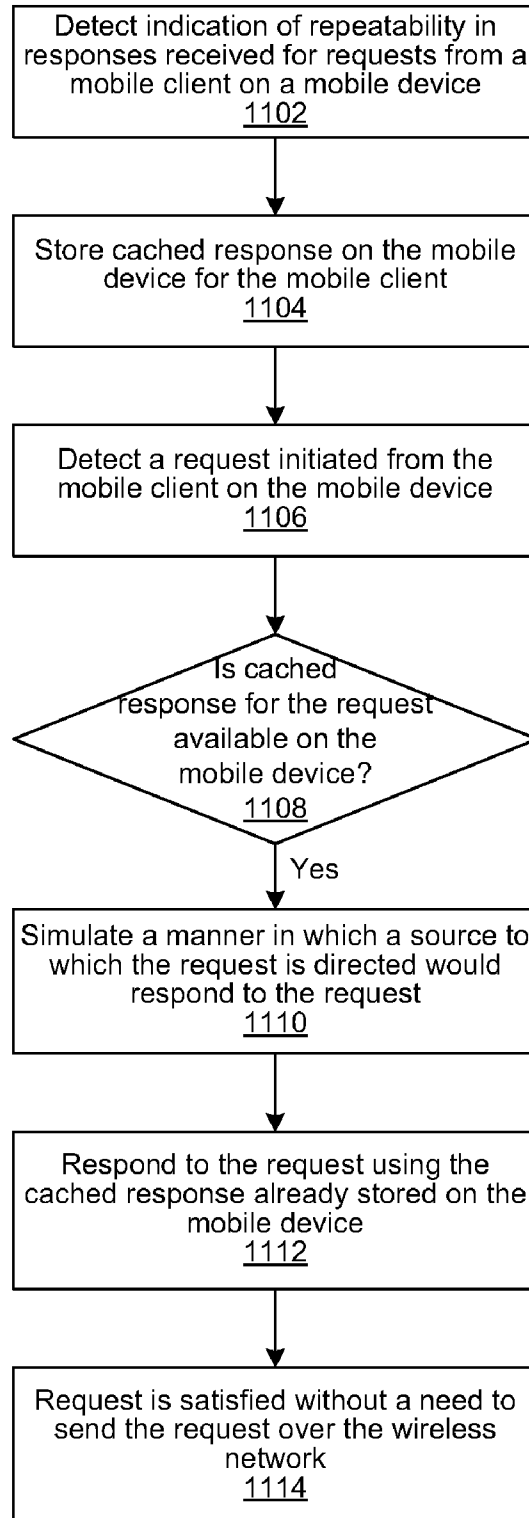 Detect indication of repeatability in
responses received for requests from a
mobile client on a mobile device
1102
Store cached response on the mobile
device for the mobile client
1104
Detect a request initiated from the
mobile client on the mobile device
1106
Is cached
response for the request
available on the
mobile device?
1108
Yes
Simulate a manner in which a source to
which the request is directed would
respond to the request
1110
Respond to the request using the
cached response already stored on the
mobile device
1112
Request is satisfied without a need to
send the request over the wireless
network
1114